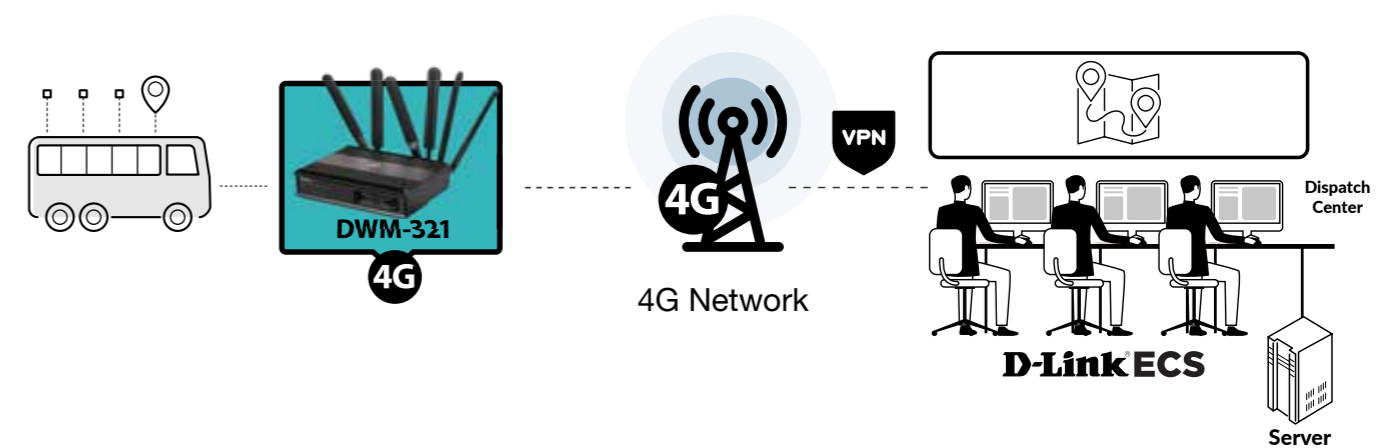 DWM-321
4G
4G
4G Network
VPN
Dispatch
Center
D-Link® ECS
Server